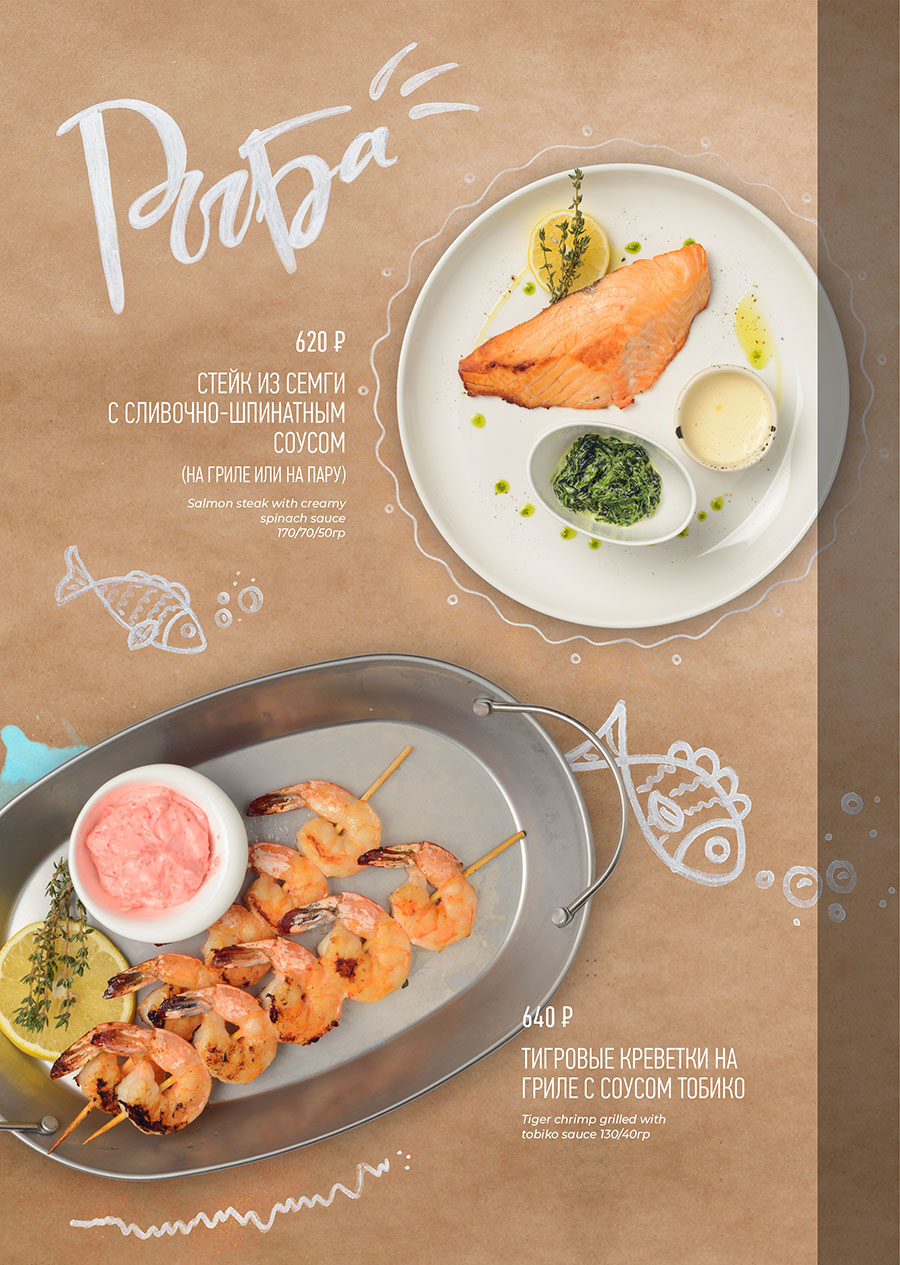 Рыба
620 ₽
СТЕЙК ИЗ СЕМГИ
С СЛИВОЧНО-ШПИНАТНЫМ
СОУСОМ
(НА ГРИЛЕ ИЛИ НА ПАРУ)
Salmon steak with creamy
spinach sauce
170/70/50гр
640 ₽
ТИГРОВЫЕ КРЕВЕТКИ НА
ГРИЛЕ С СОУСОМ ТОБИКО
Tiger chrimp grilled with
tobiko sauce 130/40гр